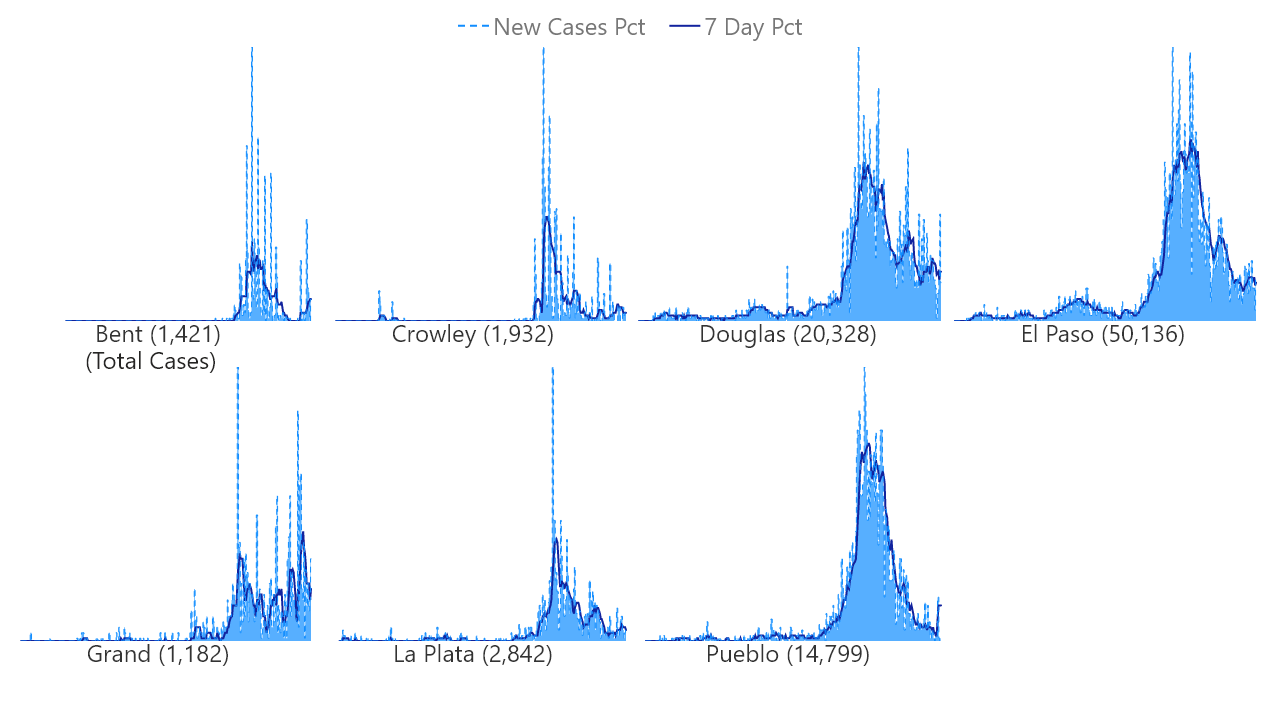 New Cases Pct 7 Day Pct
Bent (1,421)
(Total Cases)
Crowley (1,932)
Douglas (20,328)
El Paso (50,136)
Grand (1,182)
La Plata (2,842)
Pueblo (14,799)